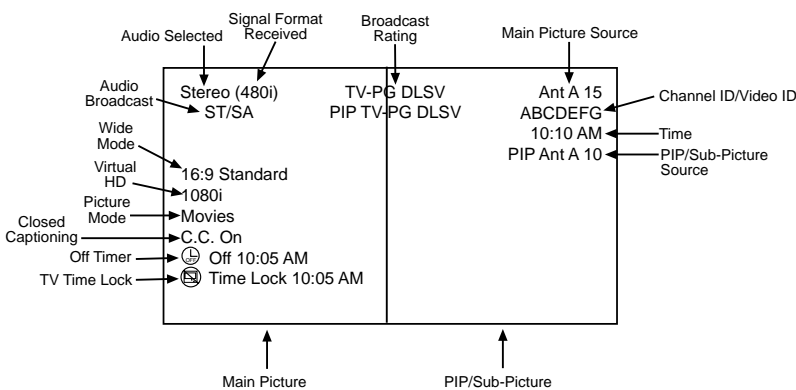 Audio Selected
Signal Format
Received
Broadcast
Rating
Main Picture Source
Audio
Broadcast
Stereo (480i)
ST/SA
TV-PG DLSV
PIP TV-PG DLSV
Ant A 15
ABCDEFG
10:10 AM
PIP Ant A 10
Channel ID/Video ID
Time
PIP/Sub-Picture
Source
Wide
Mode
16:9 Standard
Virtual
HD
1080i
Picture
Mode
Movies
Closed
Captioning
C.C. On
Off Timer
OFF
Off 10:05 AM
TV Time Lock
Time Lock 10:05 AM
Main Picture
PIP/Sub-Picture